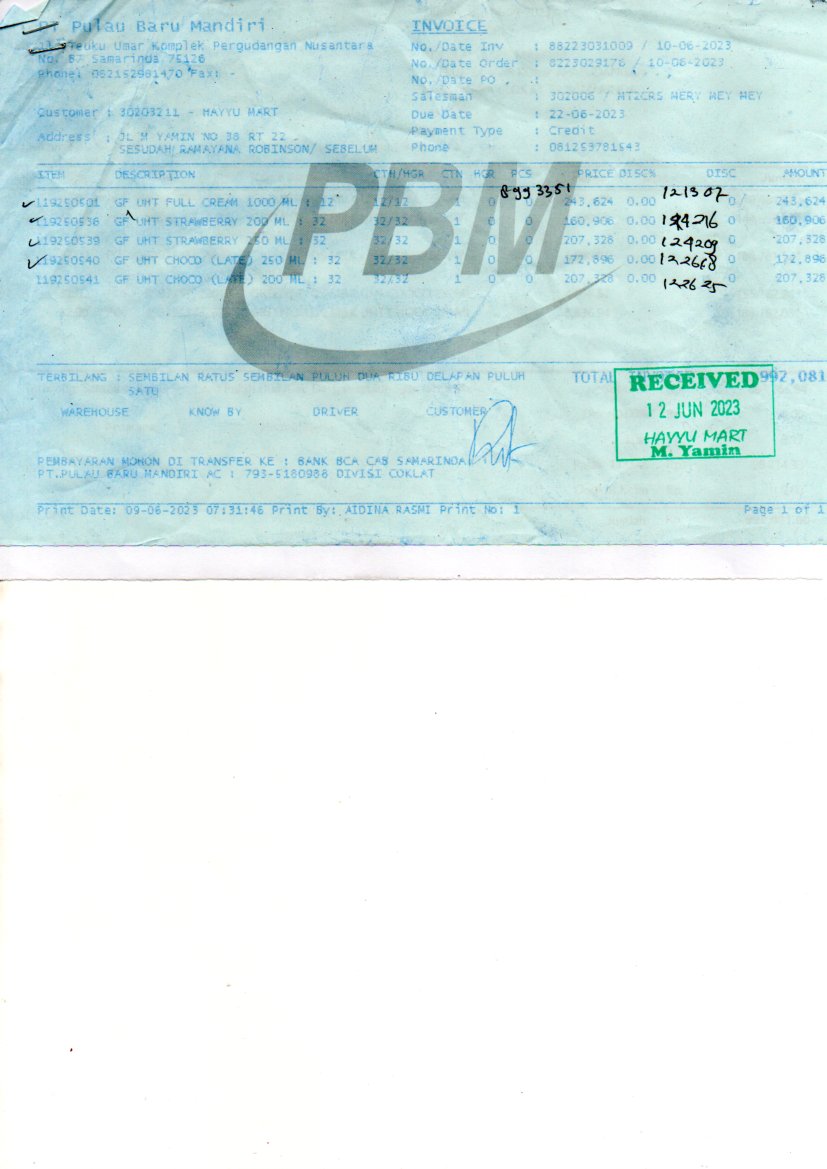 PT Pulau Baru Mandiri
Teuku Umar Komplek Pergudangan Nusantara
No. 67 Samarinda 75126
Phone: 082152981470 Fax: -
INVOICE
No./Date Inv : 88223031009 / 10-06-2023
No./Date Order : 8223029176 / 10-06-2023
No./Date PO :
Salesman : 302006 / MT2CRS MERY MEY MEY
Customer : 30203211 - HAYYU MART
Due Date : 22-06-2023
Address : JL M YAMIN NO 38 RT 22
SESUDAH RAMAYANA ROBINSON/ SEBELUM
Payment Type : Credit
Phone : 081253781543
ITEM DESCRIPTION CTN/HGR CTN HGR PCS PRICE DISC% DISC AMOUNT
8993351 121307
119250501 GF UHT FULL CREAM 1000 ML : 12 12/12 1 0 0 243,624 0.00 0 243,624
119250536 GF UHT STRAWBERRY 200 ML : 32 32/32 1 0 0 160,906 0.00 0 160,906
119250539 GF UHT STRAWBERRY 250 ML : 32 32/32 1 0 0 207,328 0.00 124209 0 207,328
119250540 GF UHT CHOCO (LATE) 250 ML : 32 32/32 1 0 0 172,896 0.00 122668 0 172,896
119250541 GF UHT CHOCO (LATE) 200 ML : 32 32/32 1 0 0 207,328 0.00 0 207,328
122625
PBM
TERBILANG : SEMBILAN RATUS SEMBILAN PULUH DUA RIBU DELAPAN PULUH
SATU
TOTAL 992,081
RECEIVED
12 JUN 2023
HAYYU MART
M. Yamin
WAREHOUSE KNOW BY DRIVER CUSTOMER
PEMBAYARAN MOHON DI TRANSFER KE : BANK BCA CAB SAMARINDA
PT.PULAU BARU MANDIRI AC : 793-5180988 DIVISI COKLAT
Print Date: 09-06-2023 07:31:46 Print By: AIDINA RASMI Print No: 1 Page 1 of 1